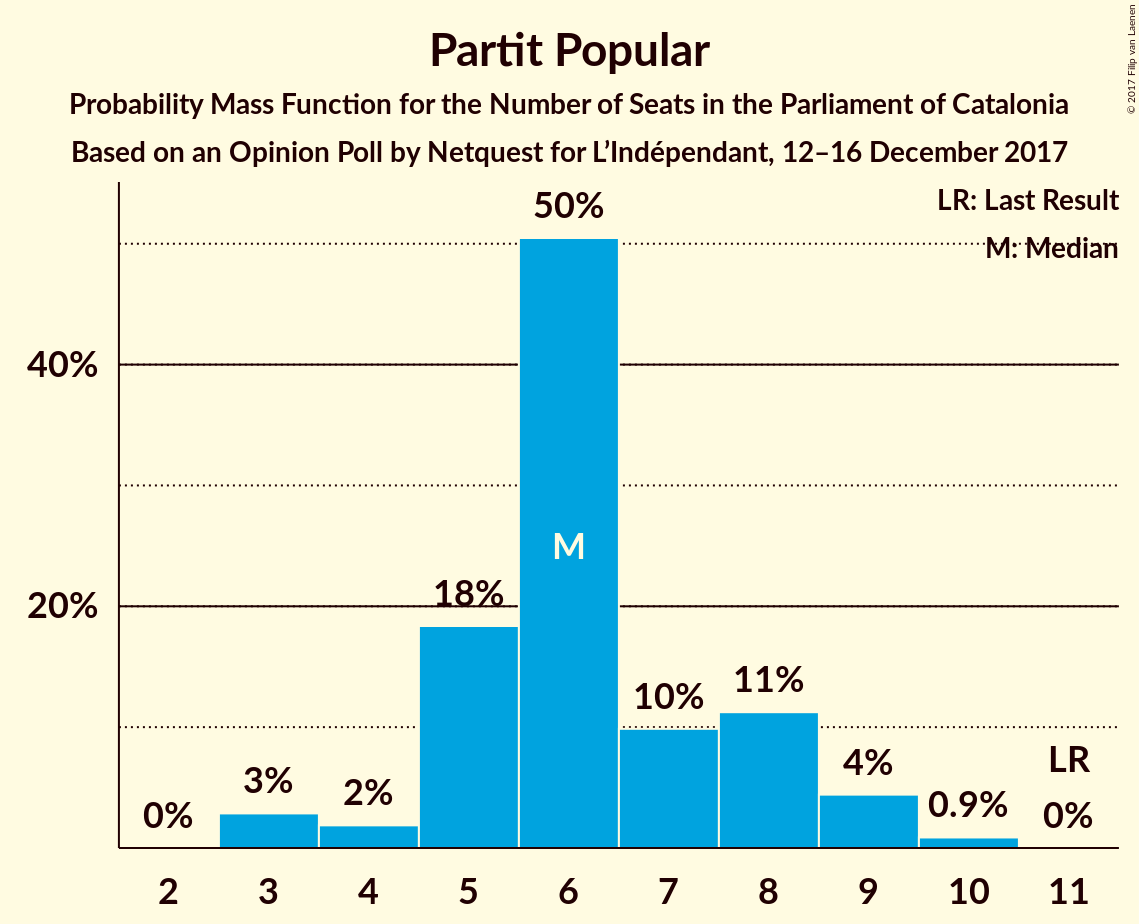 Partit Popular
Probability Mass Function for the Number of Seats in the Parliament of Catalonia
Based on an Opinion Poll by Netquest for L’Indépendant, 12–16 December 2017
© 2017 Filip van Laenen
LR: Last Result
M: Median
50%
40%
M
20%
18%
10%
11%
0%
3%
2%
4%
0.9%
LR
0%
2 3 4 5 6 7 8 9 10 11